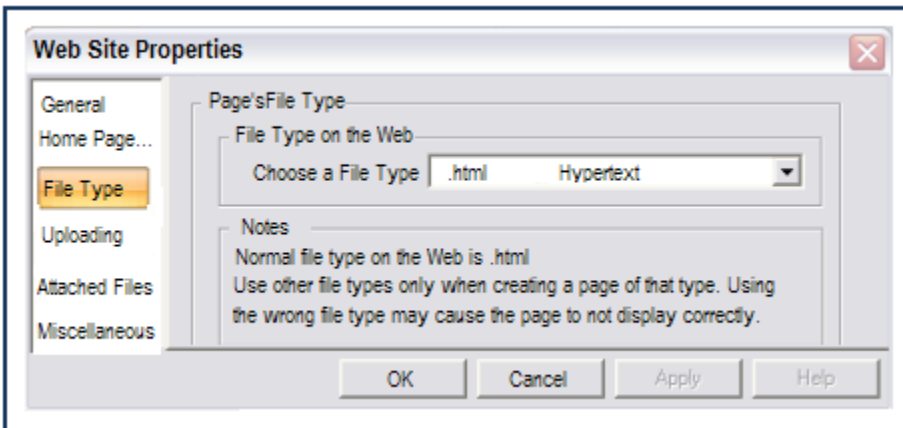 Web Site Properties
General
Home Page...
File Type
Uploading
Attached Files
Miscellaneous
Page'sFile Type
File Type on the Web
Choose a File Type .html Hypertext
Notes
Normal file type on the Web is .html
Use other file types only when creating a page of that type. Using
the wrong file type may cause the page to not display correctly.
OK Cancel Apply Help